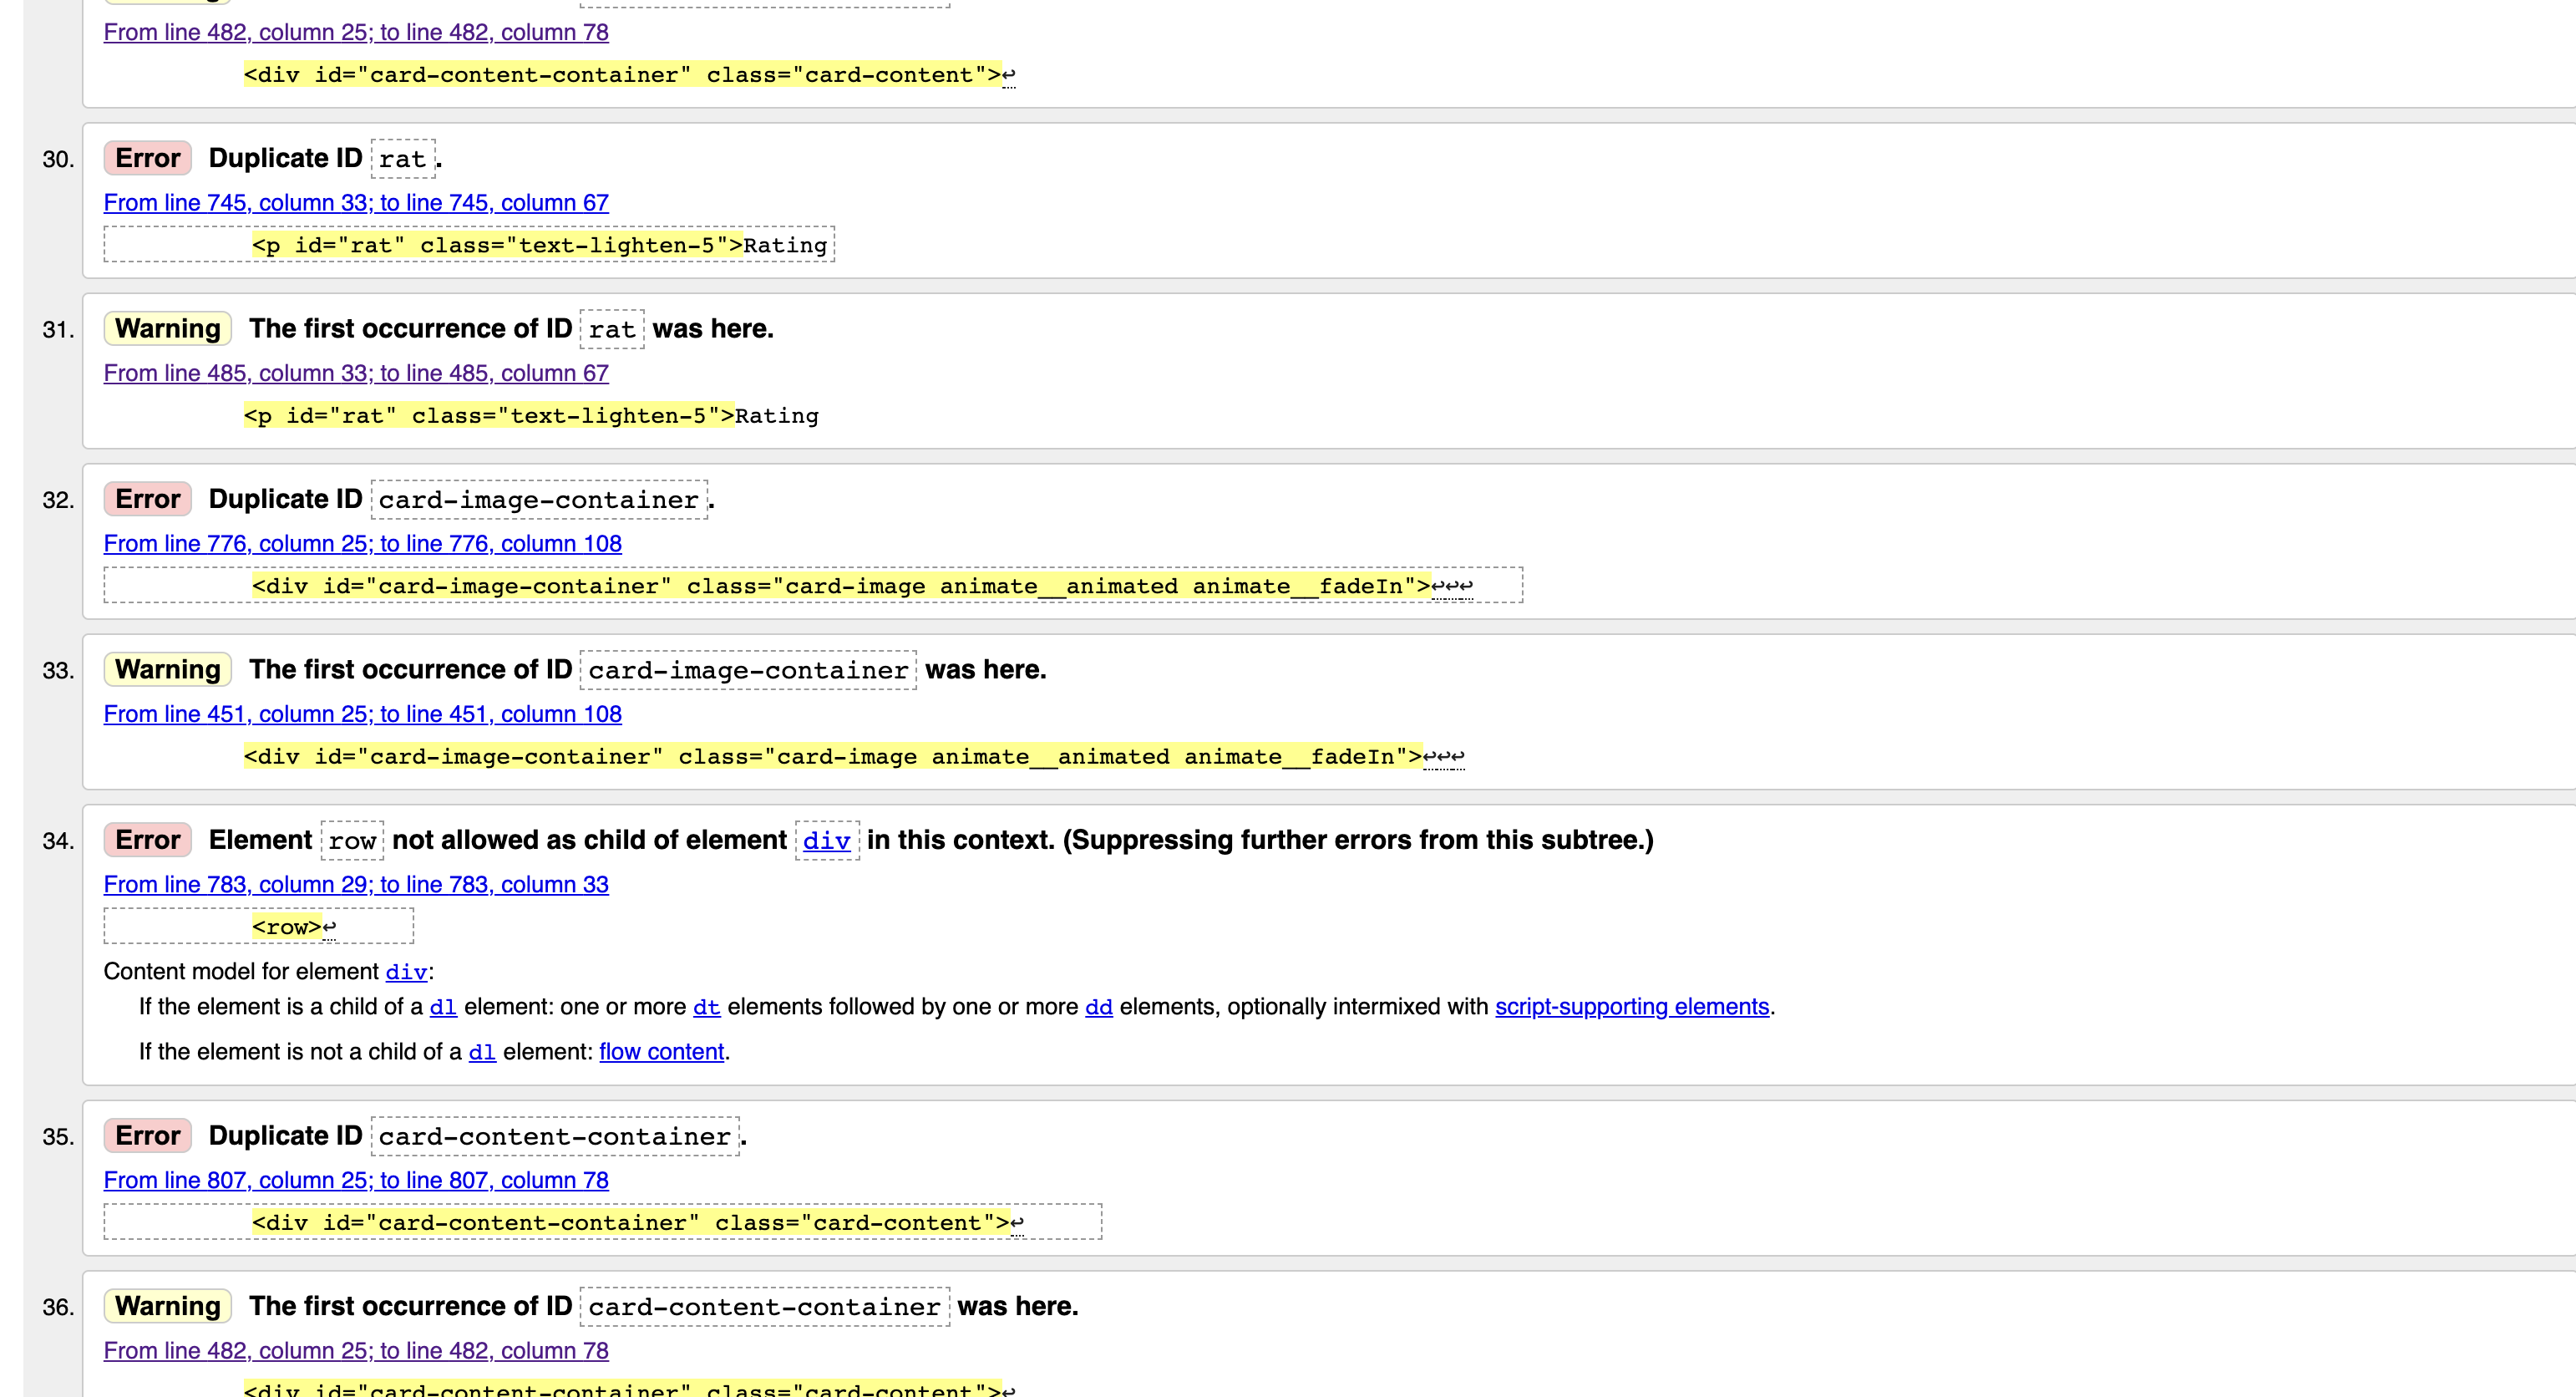 From line 482, column 25; to line 482, column 78
<div id="card-content-container" class="card-content">↩
30. Error Duplicate ID rat.
From line 745, column 33; to line 745, column 67
<p id="rat" class="text-lighten-5">Rating
31. Warning The first occurrence of ID rat was here.
From line 485, column 33; to line 485, column 67
<p id="rat" class="text-lighten-5">Rating
32. Error Duplicate ID card-image-container.
From line 776, column 25; to line 776, column 108
<div id="card-image-container" class="card-image animate__animated animate__fadeIn">↩↩↩
33. Warning The first occurrence of ID card-image-container was here.
From line 451, column 25; to line 451, column 108
<div id="card-image-container" class="card-image animate__animated animate__fadeIn">↩↩↩
34. Error Element row not allowed as child of element div in this context. (Suppressing further errors from this subtree.)
From line 783, column 29; to line 783, column 33
<row>↩
Content model for element div:
If the element is a child of a dl element: one or more dt elements followed by one or more dd elements, optionally intermixed with script-supporting elements.
If the element is not a child of a dl element: flow content.
35. Error Duplicate ID card-content-container.
From line 807, column 25; to line 807, column 78
<div id="card-content-container" class="card-content">↩
36. Warning The first occurrence of ID card-content-container was here.
From line 482, column 25; to line 482, column 78
<div id="card-content-container" class="card-content">↩